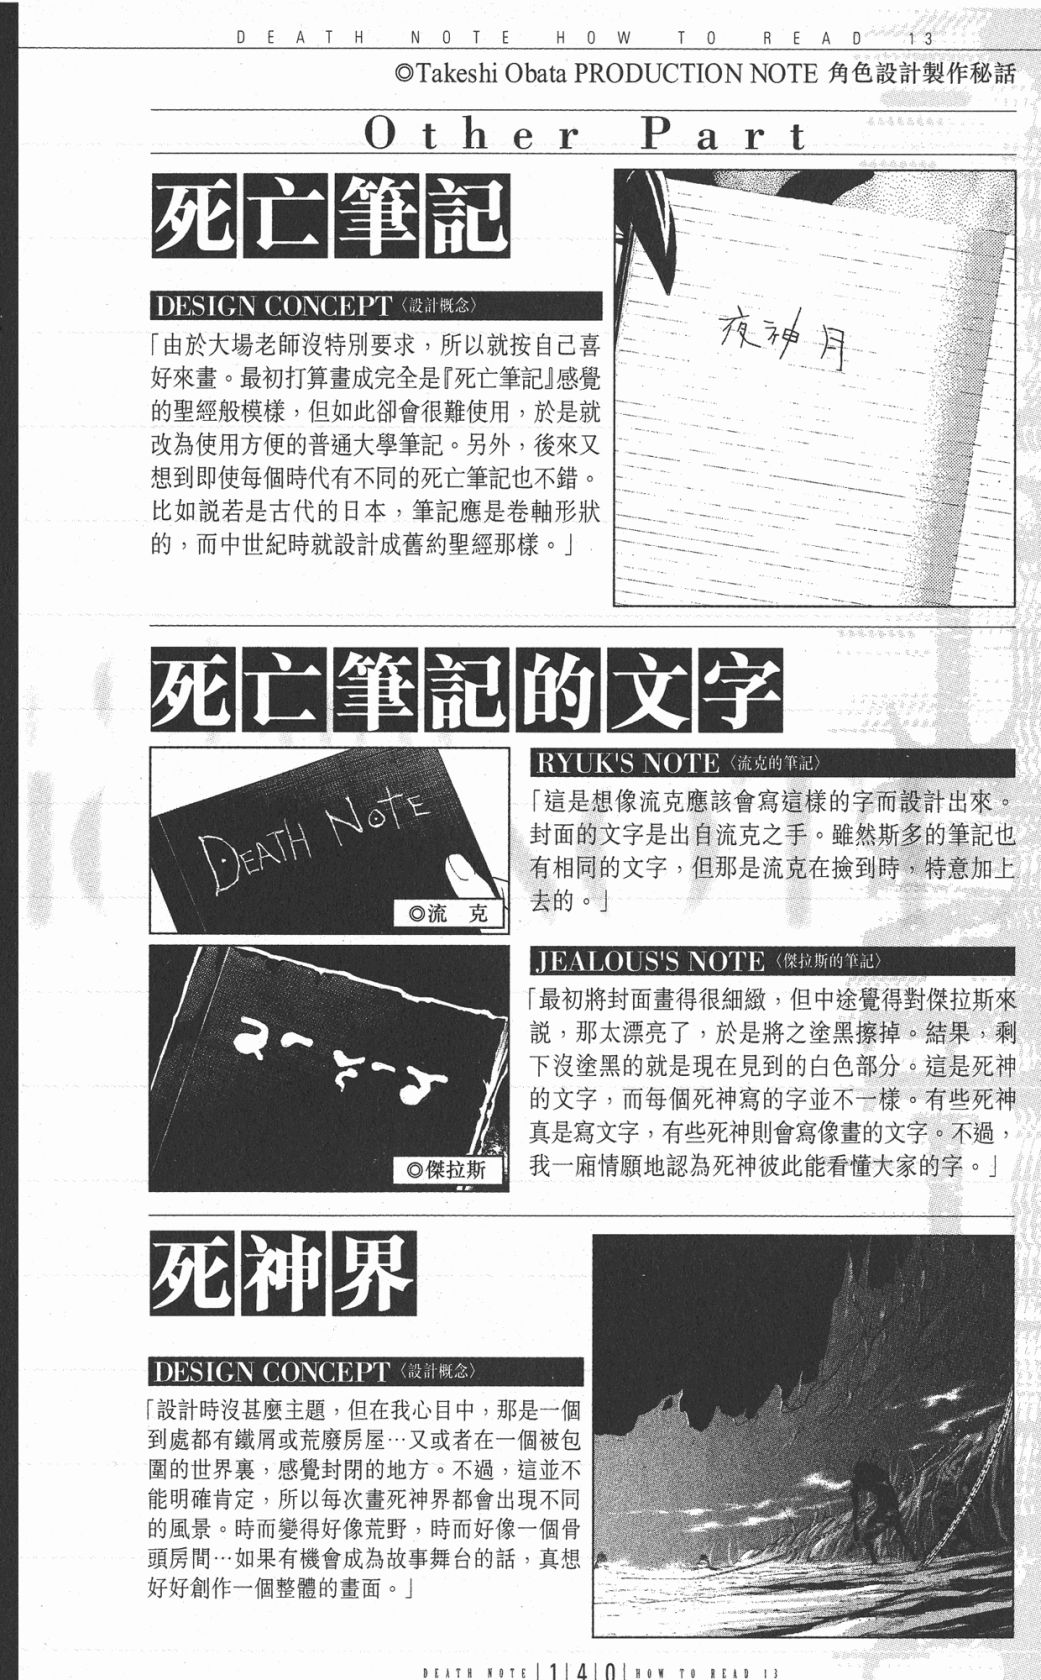 DEATH NOTE HOW TO READ 13
◎Takeshi Obata PRODUCTION NOTE 角色設計製作秘話
Other Part
死亡筆記
DESIGN CONCEPT〈設計概念〉
「由於大場老師沒特別要求，所以就按自己喜
好來畫。最初打算畫成完全是『死亡筆記』感覺
的聖經般模樣，但如此卻會很難使用，於是就
改為使用方便的普通大學筆記。另外，後來又
想到即使每個時代有不同的死亡筆記也不錯。
比如説若是古代的日本，筆記應是卷軸形狀
的，而中世紀時就設計成舊約聖經那樣。」
夜神月
死亡筆記的文字
DEATH NOTE
◎流 克
RYUK'S NOTE〈流克的筆記〉
「這是想像流克應該會寫這樣的字而設計出來。
封面的文字是出自流克之手。雖然斯多的筆記也
有相同的文字，但那是流克在撿到時，特意加上
去的。」
◎傑拉斯
JEALOUS'S NOTE〈傑拉斯的筆記〉
「最初將封面畫得很細緻，但中途覺得對傑拉斯來
説，那太漂亮了，於是將之塗黑擦掉。結果，剩
下沒塗黑的就是現在見到的白色部分。這是死神
的文字，而每個死神寫的字並不一樣。有些死神
真是寫文字，有些死神則會寫像畫的文字。不過，
我一廂情願地認為死神彼此能看懂大家的字。」
死神界
DESIGN CONCEPT〈設計概念〉
「設計時沒甚麼主題，但在我心目中，那是一個
到處都有鐵屑或荒廢房屋…又或者在一個被包
圍的世界裏，感覺封閉的地方。不過，這並不
能明確肯定，所以每次畫死神界都會出現不同
的風景。時而變得好像荒野，時而好像一個骨
頭房間…如果有機會成為故事舞台的話，真想
好好創作一個整體的畫面。」
DEATH NOTE|1|4|0|HOW TO READ 13